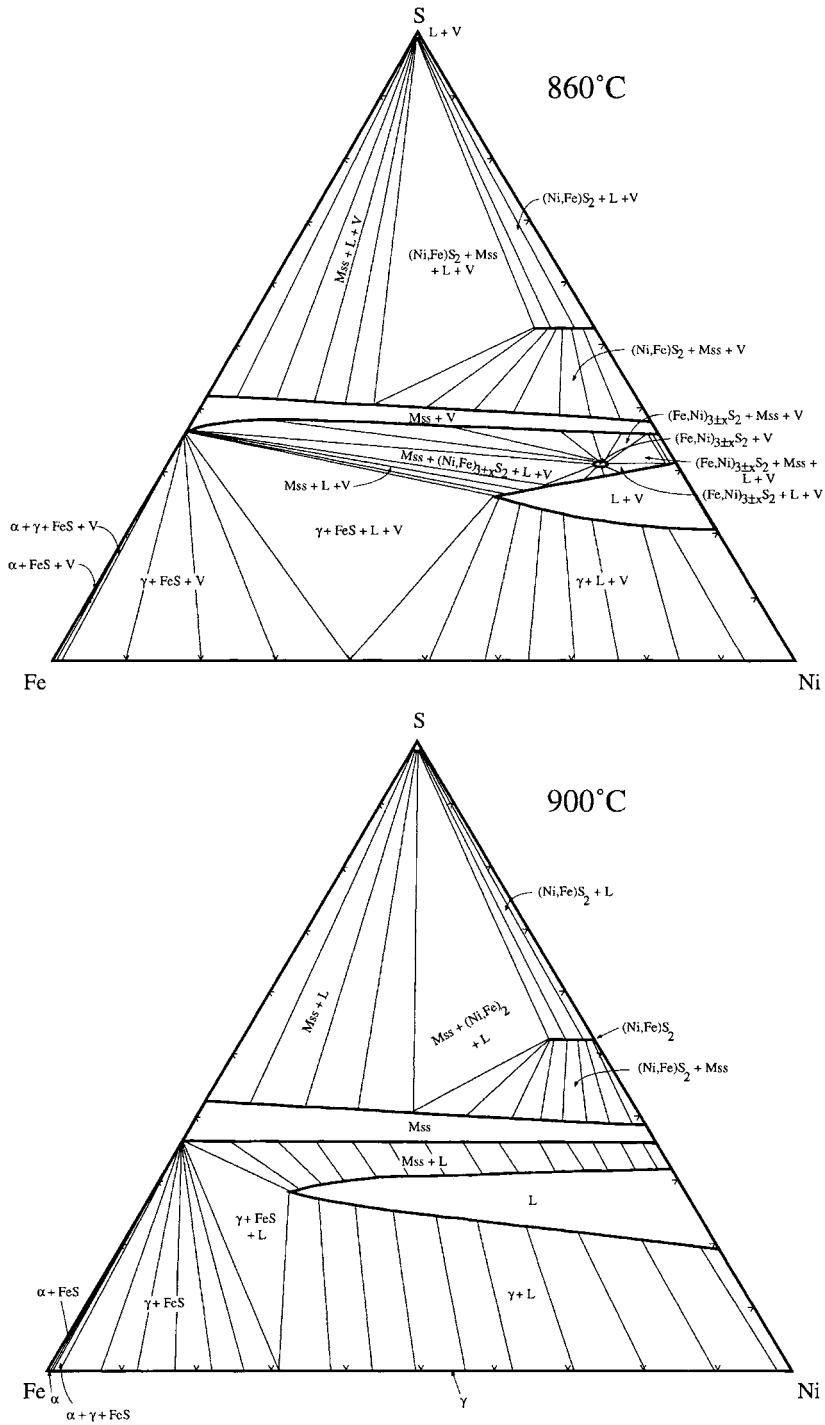 S
L + V
860°C
(Ni,Fe)S2 + L + V
Mss + L + V
(Ni,Fe)S2 + Mss
+ L + V
(Ni,Fe)S2 + Mss + V
Mss + V
(Fe,Ni)3±xS2 + Mss + V
(Fe,Ni)3±xS2 + V
Mss + (Ni,Fe)3±xS2 + L + V
(Fe,Ni)3±xS2 + Mss +
L + V
Mss + L + V
(Fe,Ni)3±xS2 + L + V
L + V
α + γ + FeS + V
γ + FeS + L + V
α + FeS + V
γ + FeS + V
γ + L + V
Fe
Ni
S
900°C
(Ni,Fe)S2 + L
Mss + L
Mss + (Ni,Fe)2
+ L
(Ni,Fe)S2
(Ni,Fe)S2 + Mss
Mss
Mss + L
L
γ + FeS
+ L
α + FeS
γ + FeS
γ + L
Fe
α
γ
Ni
α + γ + FeS